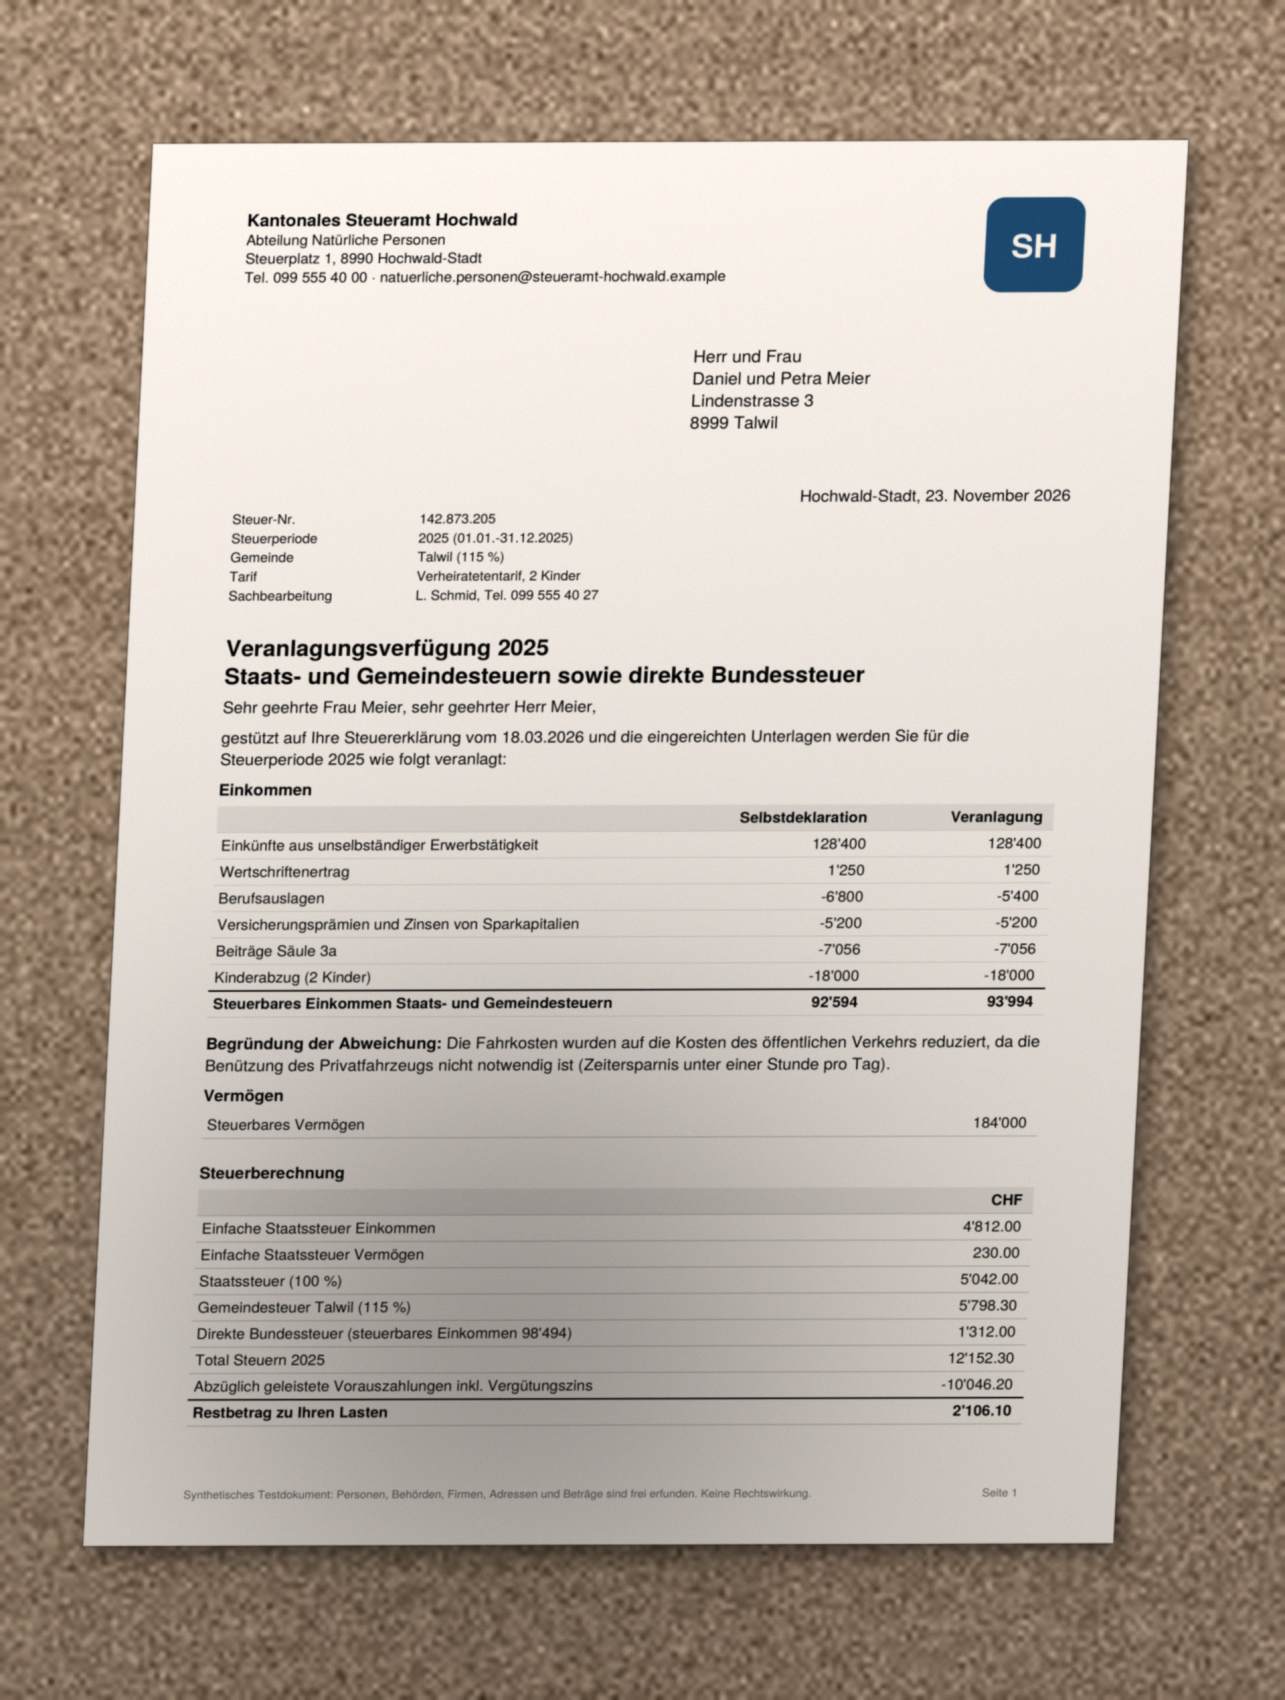 Kantonales Steueramt Hochwald
Abteilung Natürliche Personen
Steuerplatz 1, 8990 Hochwald-Stadt
Tel. 099 555 40 00 · natuerliche.personen@steueramt-hochwald.example
SH
Herr und Frau
Daniel und Petra Meier
Lindenstrasse 3
8999 Talwil
Hochwald-Stadt, 23. November 2026
Steuer-Nr. 142.873.205
Steuerperiode 2025 (01.01.-31.12.2025)
Gemeinde Talwil (115 %)
Tarif Verheiratetentarif, 2 Kinder
Sachbearbeitung L. Schmid, Tel. 099 555 40 27
Veranlagungsverfügung 2025
Staats- und Gemeindesteuern sowie direkte Bundessteuer
Sehr geehrte Frau Meier, sehr geehrter Herr Meier,
gestützt auf Ihre Steuererklärung vom 18.03.2026 und die eingereichten Unterlagen werden Sie für die
Steuerperiode 2025 wie folgt veranlagt:
Einkommen
Selbstdeklaration Veranlagung
Einkünfte aus unselbständiger Erwerbstätigkeit 128'400 128'400
Wertschriftenertrag 1'250 1'250
Berufsauslagen -6'800 -5'400
Versicherungsprämien und Zinsen von Sparkapitalien -5'200 -5'200
Beiträge Säule 3a -7'056 -7'056
Kinderabzug (2 Kinder) -18'000 -18'000
Steuerbares Einkommen Staats- und Gemeindesteuern 92'594 93'994
Begründung der Abweichung: Die Fahrkosten wurden auf die Kosten des öffentlichen Verkehrs reduziert, da die
Benützung des Privatfahrzeugs nicht notwendig ist (Zeitersparnis unter einer Stunde pro Tag).
Vermögen
Steuerbares Vermögen 184'000
Steuerberechnung
CHF
Einfache Staatssteuer Einkommen 4'812.00
Einfache Staatssteuer Vermögen 230.00
Staatssteuer (100 %) 5'042.00
Gemeindesteuer Talwil (115 %) 5'798.30
Direkte Bundessteuer (steuerbares Einkommen 98'494) 1'312.00
Total Steuern 2025 12'152.30
Abzüglich geleistete Vorauszahlungen inkl. Vergütungszins -10'046.20
Restbetrag zu Ihren Lasten 2'106.10
Synthetisches Testdokument: Personen, Behörden, Firmen, Adressen und Beträge sind frei erfunden. Keine Rechtswirkung. Seite 1